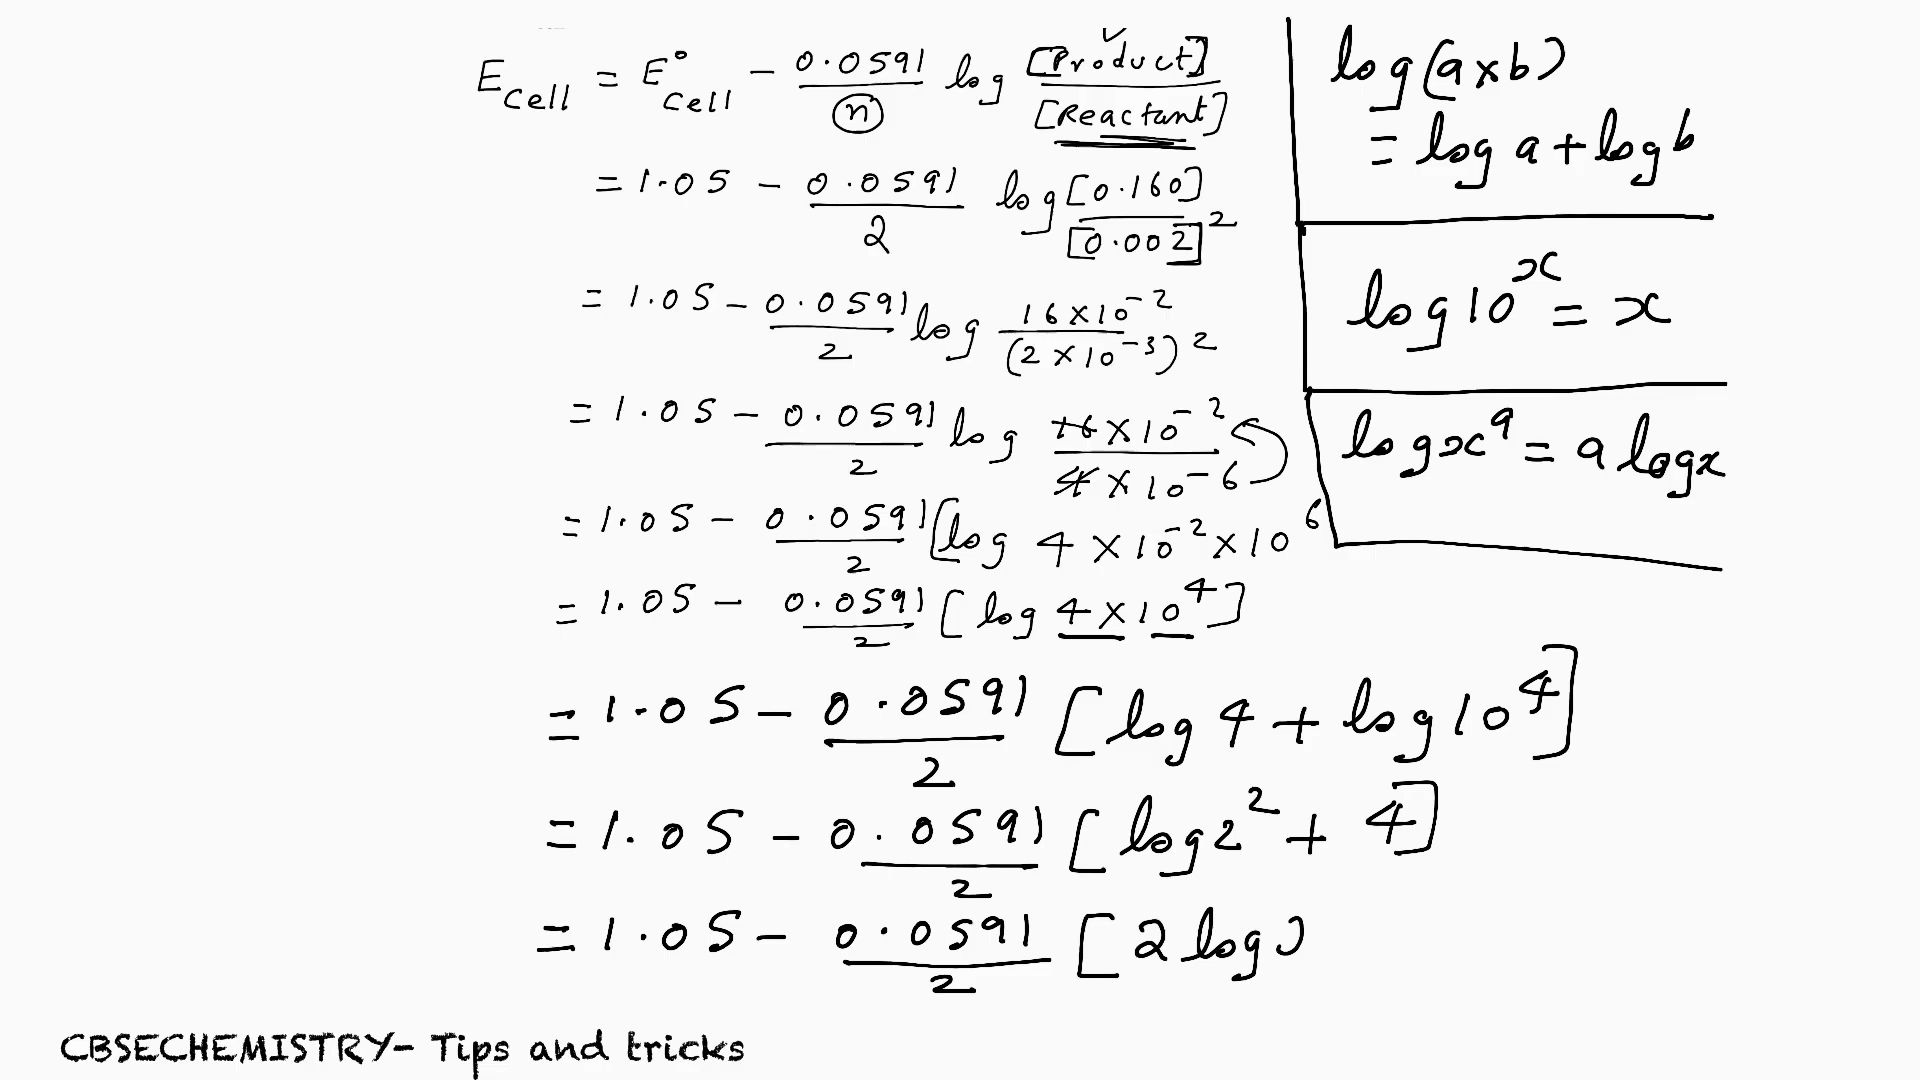 E cell = E° cell − 0.0591/n log [Product]/[Reactant]
= 1.05 − 0.0591/2 log [0.160]/[0.002]²
= 1.05 − 0.0591/2 log 16×10⁻²/(2×10⁻³)²
= 1.05 − 0.0591/2 log 16×10⁻²/4×10⁻⁶
= 1.05 − 0.0591/2 [log 4×10⁻²×10⁶
= 1.05 − 0.0591/2 [log 4×10⁴]
= 1.05 − 0.0591/2 [log 4 + log 10⁴]
= 1.05 − 0.0591/2 [log 2² + 4]
= 1.05 − 0.0591/2 [2 log
log(a×b)
= log a + log b
log 10ˣ = x
log xᵃ = a log x
CBSECHEMISTRY- Tips and tricks